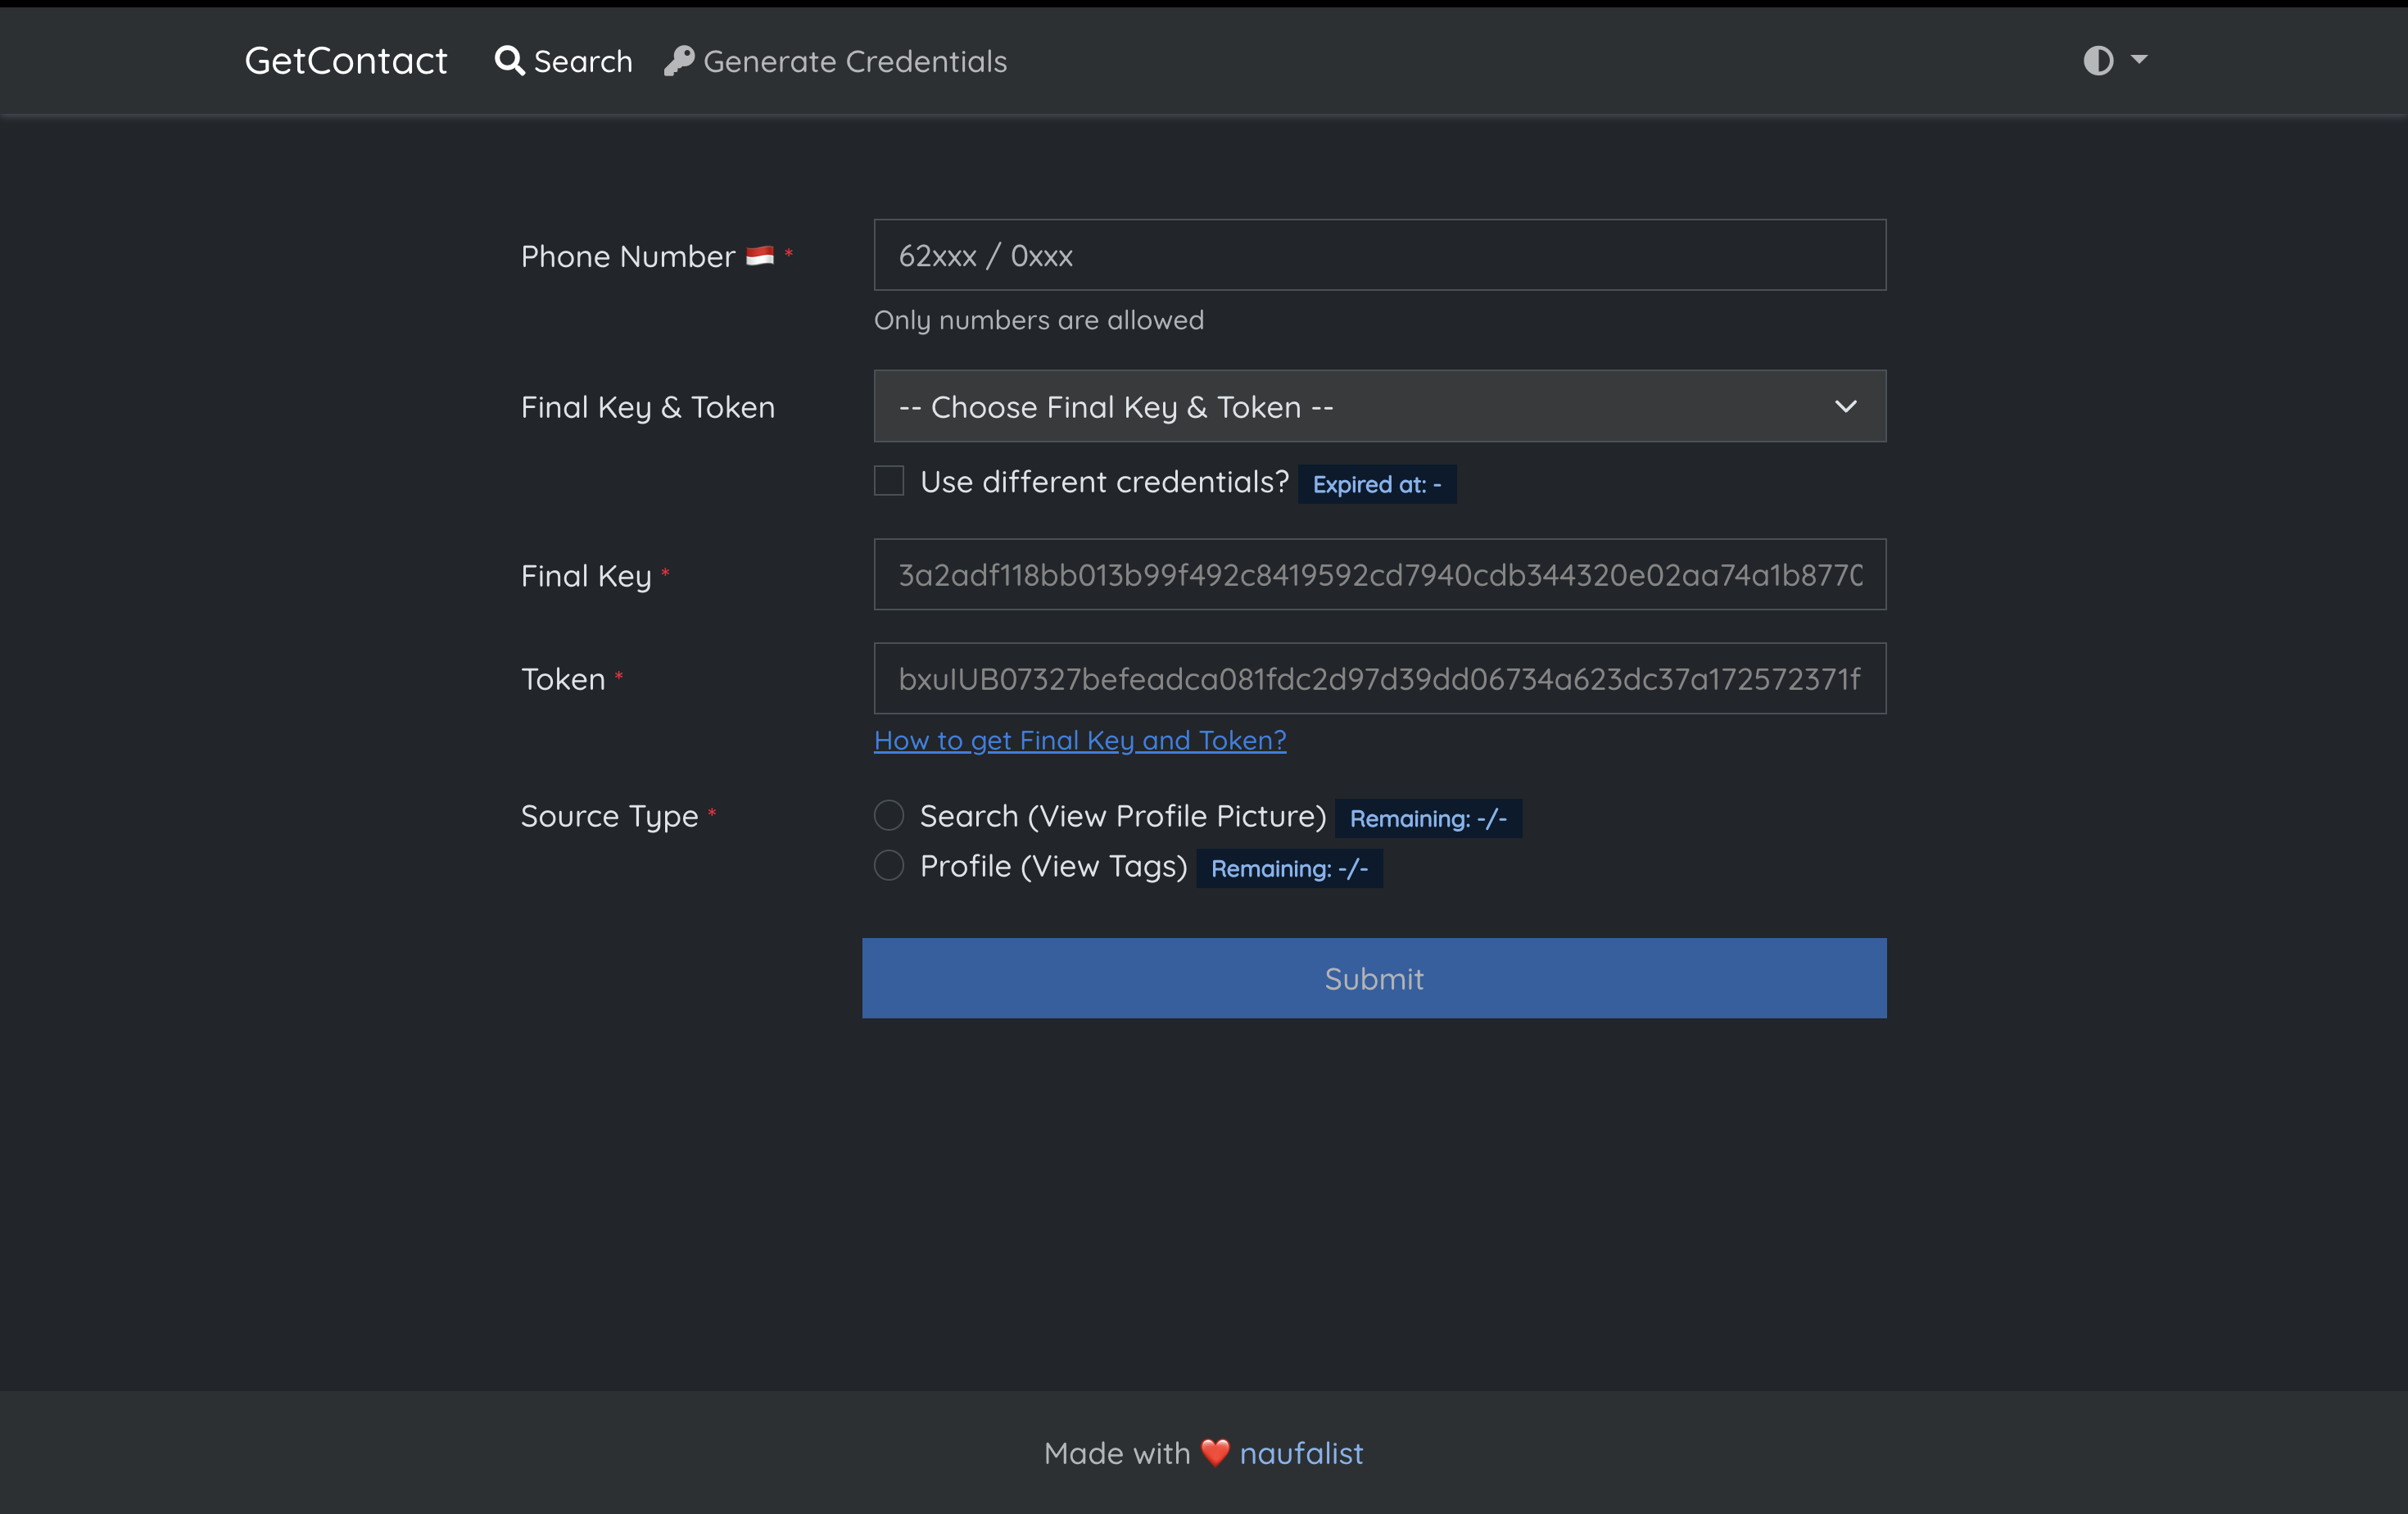 GetContact Search Generate Credentials
Phone Number * 62xxx / 0xxx
Only numbers are allowed
Final Key & Token -- Choose Final Key & Token --
Use different credentials? Expired at: -
Final Key * 3a2adf118bb013b99f492c8419592cd7940cdb344320e02aa74a1b8770
Token * bxuIUB07327befeadca081fdc2d97d39dd06734a623dc37a172572371f
How to get Final Key and Token?
Source Type * Search (View Profile Picture) Remaining: -/-
Profile (View Tags) Remaining: -/-
Submit
Made with ❤️ naufalist